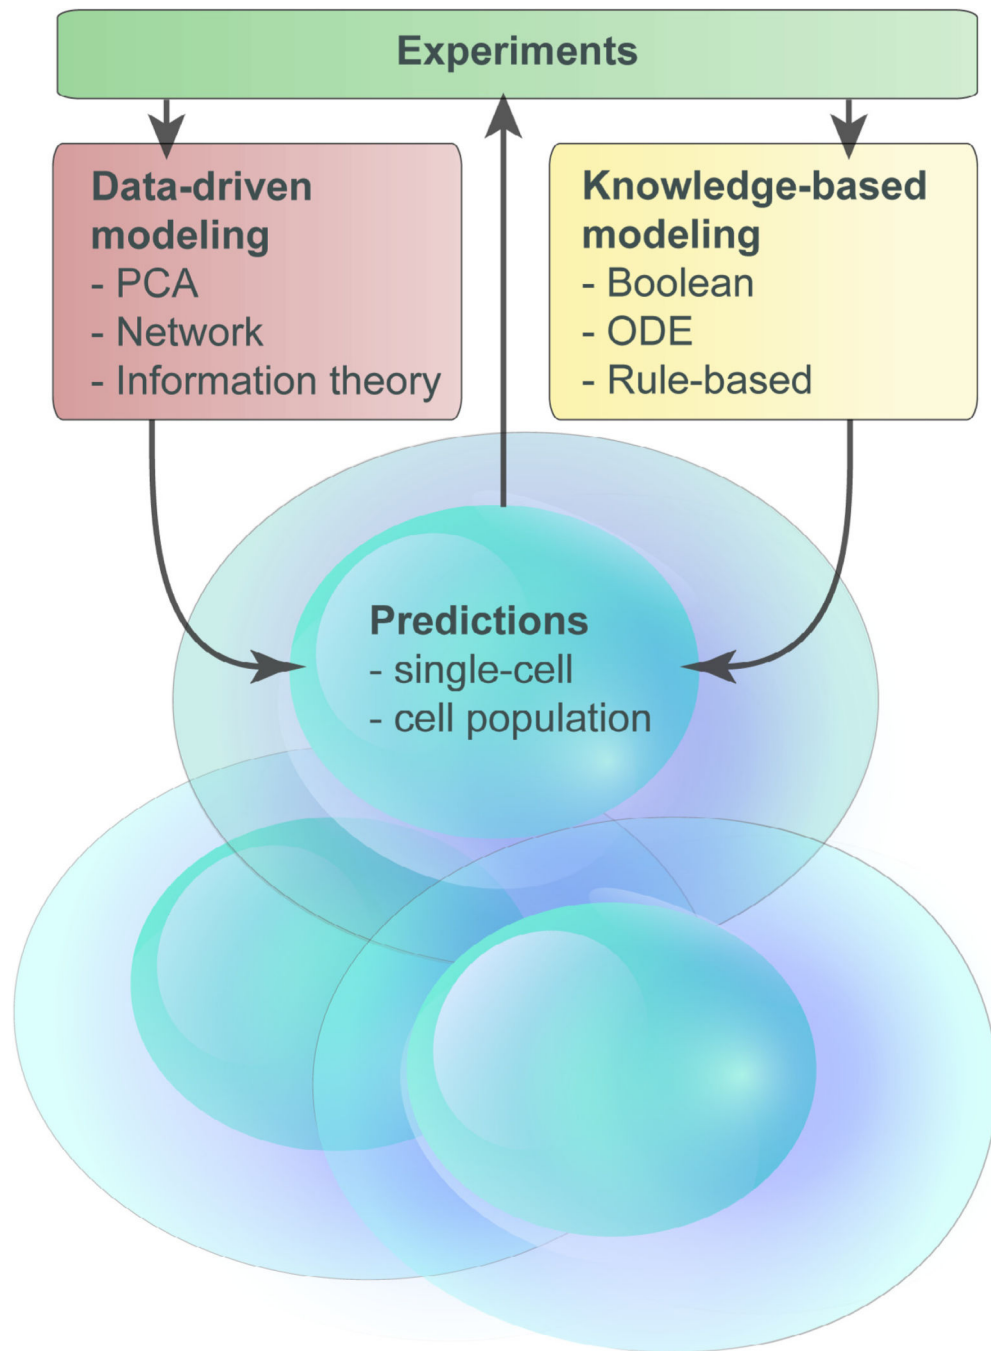 Experiments
Data-driven
modeling
- PCA
- Network
- Information theory
Knowledge-based
modeling
- Boolean
- ODE
- Rule-based
Predictions
- single-cell
- cell population